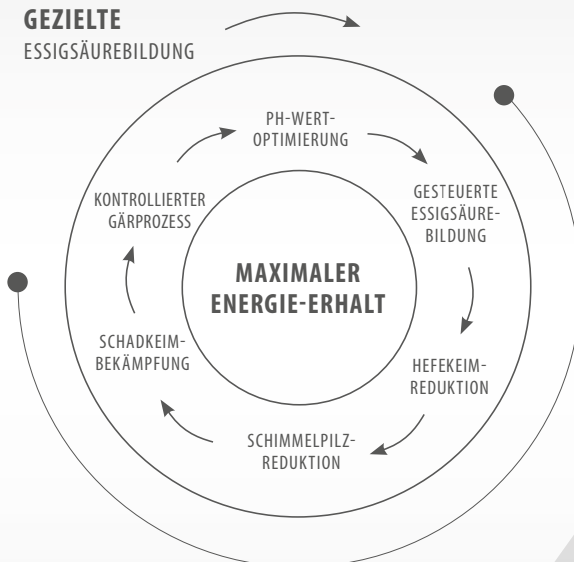 GEZIELTE
ESSIGSÄUREBILDUNG
PH-WERT-
OPTIMIERUNG
GESTEUERTE
ESSIGSÄURE-
BILDUNG
HEFEKEIM-
REDUKTION
SCHIMMELPILZ-
REDUKTION
SCHADKEIM-
BEKÄMPFUNG
KONTROLLIERTER
GÄRPROZESS
MAXIMALER
ENERGIE-ERHALT